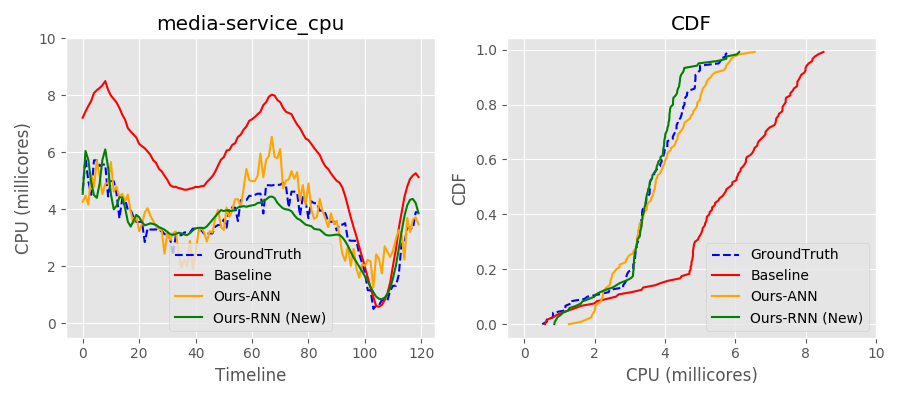 media-service_cpu
CPU (millicores)
10
8
6
4
2
0
0
20
40
60
80
100
120
Timeline
GroundTruth
Baseline
Ours-ANN
Ours-RNN (New)
CDF
CDF
1.0
0.8
0.6
0.4
0.2
0.0
0
2
4
6
8
10
CPU (millicores)
GroundTruth
Baseline
Ours-ANN
Ours-RNN (New)